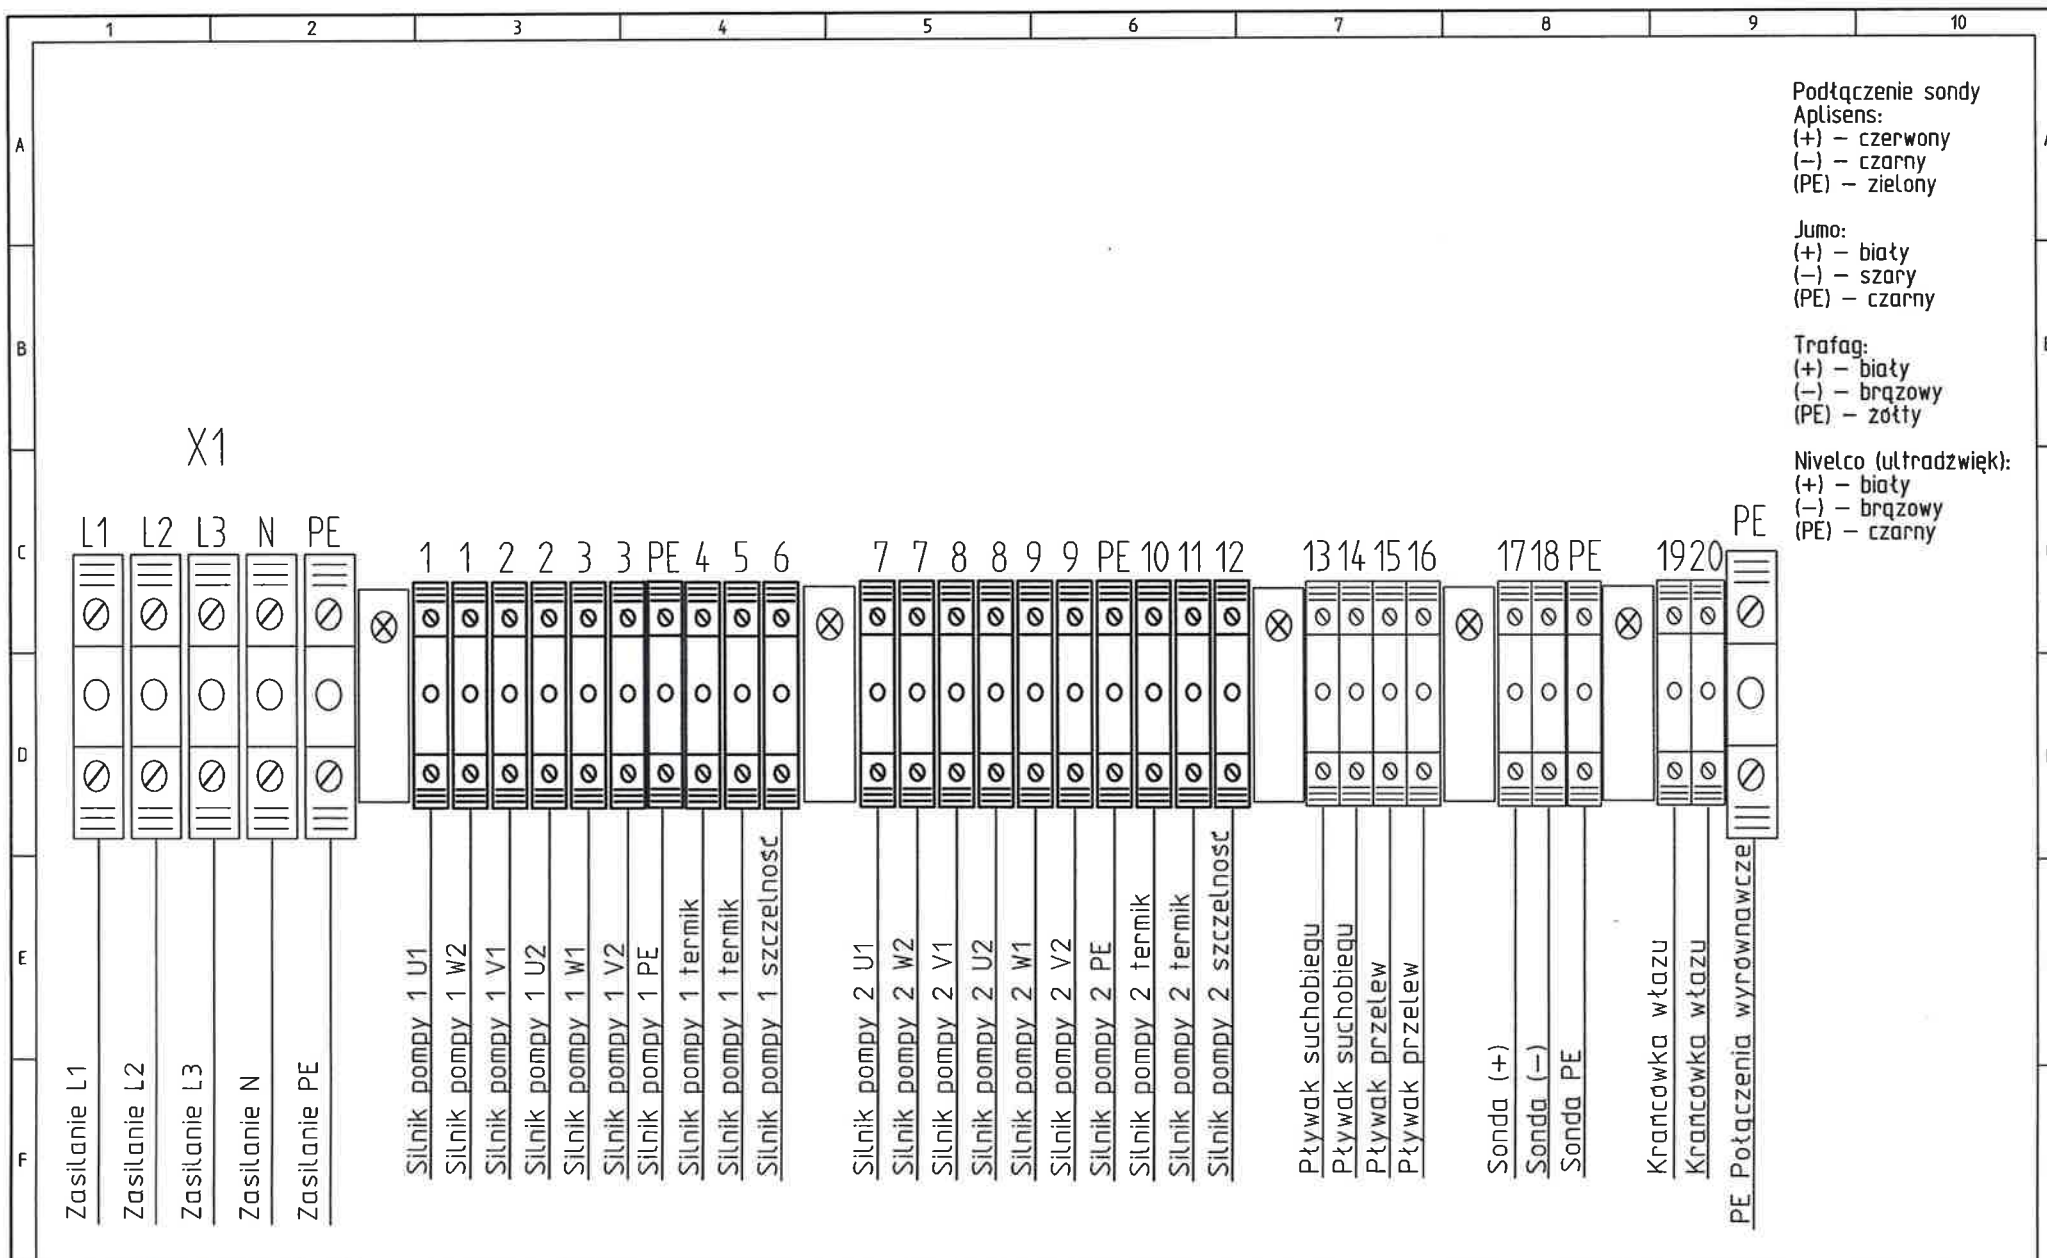 1 2 3 4 5 6 7 8 9 10
Podłączenie sondy
Aplisens:
(+) – czerwony
(–) – czarny
(PE) – zielony
Jumo:
(+) – biały
(–) – szary
(PE) – czarny
Trafag:
(+) – biały
(–) – brązowy
(PE) – żółty
Nivelco (ultradźwięk):
(+) – biały
(–) – brązowy
(PE) – czarny
A
B
C
D
E
F
X1
L1 L2 L3 N PE
1 1 2 2 3 3 PE 4 5 6
7 7 8 8 9 9 PE 10 11 12
13 14 15 16
17 18 PE
19 20
PE
Zasilanie L1
Zasilanie L2
Zasilanie L3
Zasilanie N
Zasilanie PE
Silnik pompy 1 U1
Silnik pompy 1 W2
Silnik pompy 1 V1
Silnik pompy 1 U2
Silnik pompy 1 W1
Silnik pompy 1 V2
Silnik pompy 1 PE
Silnik pompy 1 termik
Silnik pompy 1 termik
Silnik pompy 1 szczelność
Silnik pompy 2 U1
Silnik pompy 2 W2
Silnik pompy 2 V1
Silnik pompy 2 U2
Silnik pompy 2 W1
Silnik pompy 2 V2
Silnik pompy 2 PE
Silnik pompy 2 termik
Silnik pompy 2 termik
Silnik pompy 2 szczelność
Pływak suchobiegu
Pływak suchobiegu
Pływak przelew
Pływak przelew
Sonda (+)
Sonda (–)
Sonda PE
Krańcówka włazu
Krańcówka włazu
PE Połączenia wyrównawcze